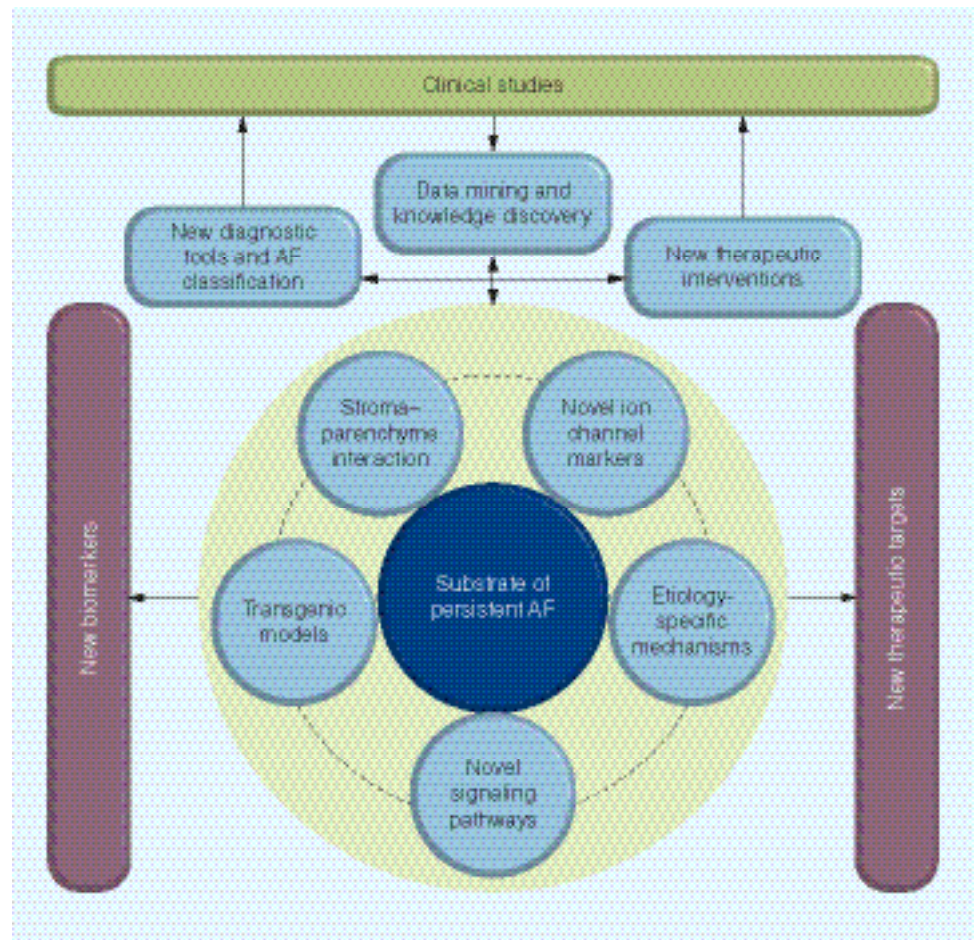 Clinical studies
Data mining and
knowledge discovery
New diagnostic
tools and AF
classification
New therapeutic
interventions
Stroma–
parenchyme
interaction
Novel ion
channel
markers
New biomarkers
Transgenic
models
Substrate of
persistent AF
Etiology-
specific
mechanisms
New therapeutic targets
Novel
signaling
pathways